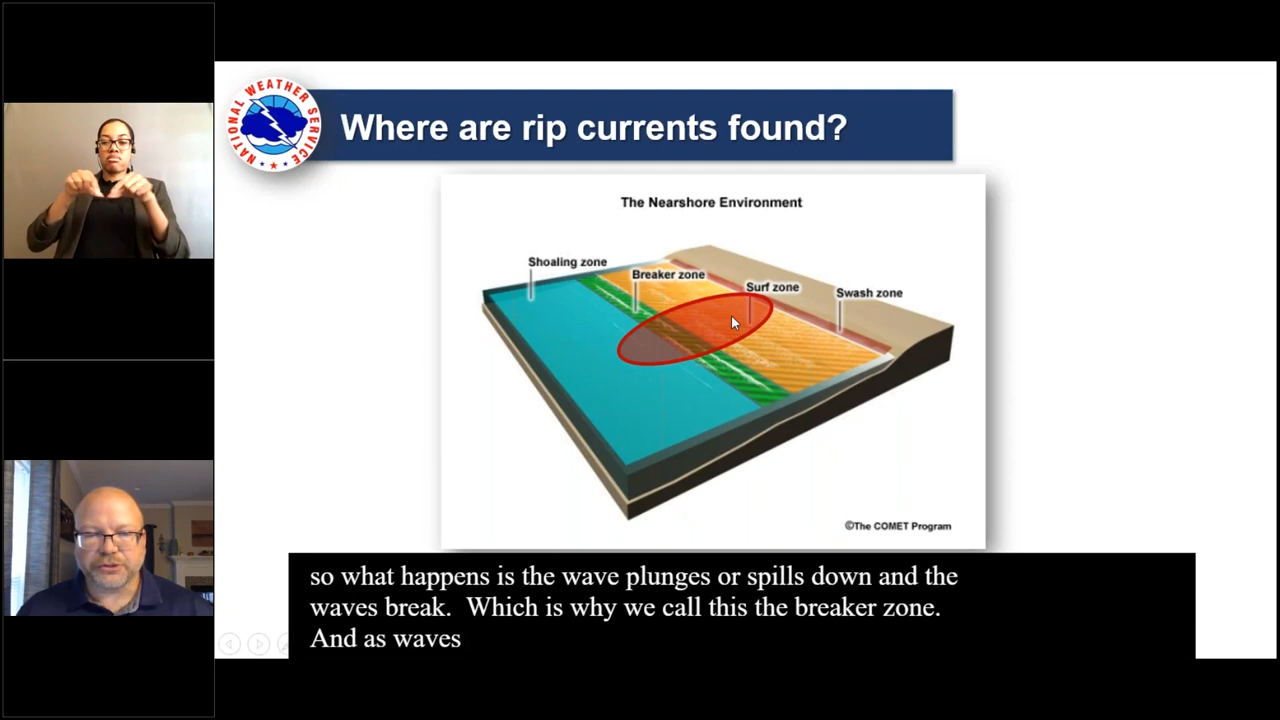 NATIONAL WEATHER SERVICE
Where are rip currents found?
The Nearshore Environment
Shoaling zone
Breaker zone
Surf zone
Swash zone
©The COMET Program
so what happens is the wave plunges or spills down and the
waves break.  Which is why we call this the breaker zone.
And as waves